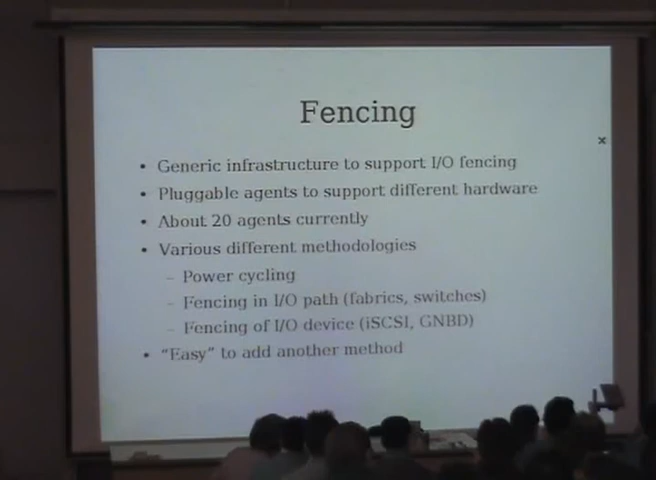 Fencing
• Generic infrastructure to support I/O fencing
• Pluggable agents to support different hardware
• About 20 agents currently
• Various different methodologies
– Power cycling
– Fencing in I/O path (fabrics, switches)
– Fencing of I/O device (iSCSI, GNBD)
• "Easy" to add another method